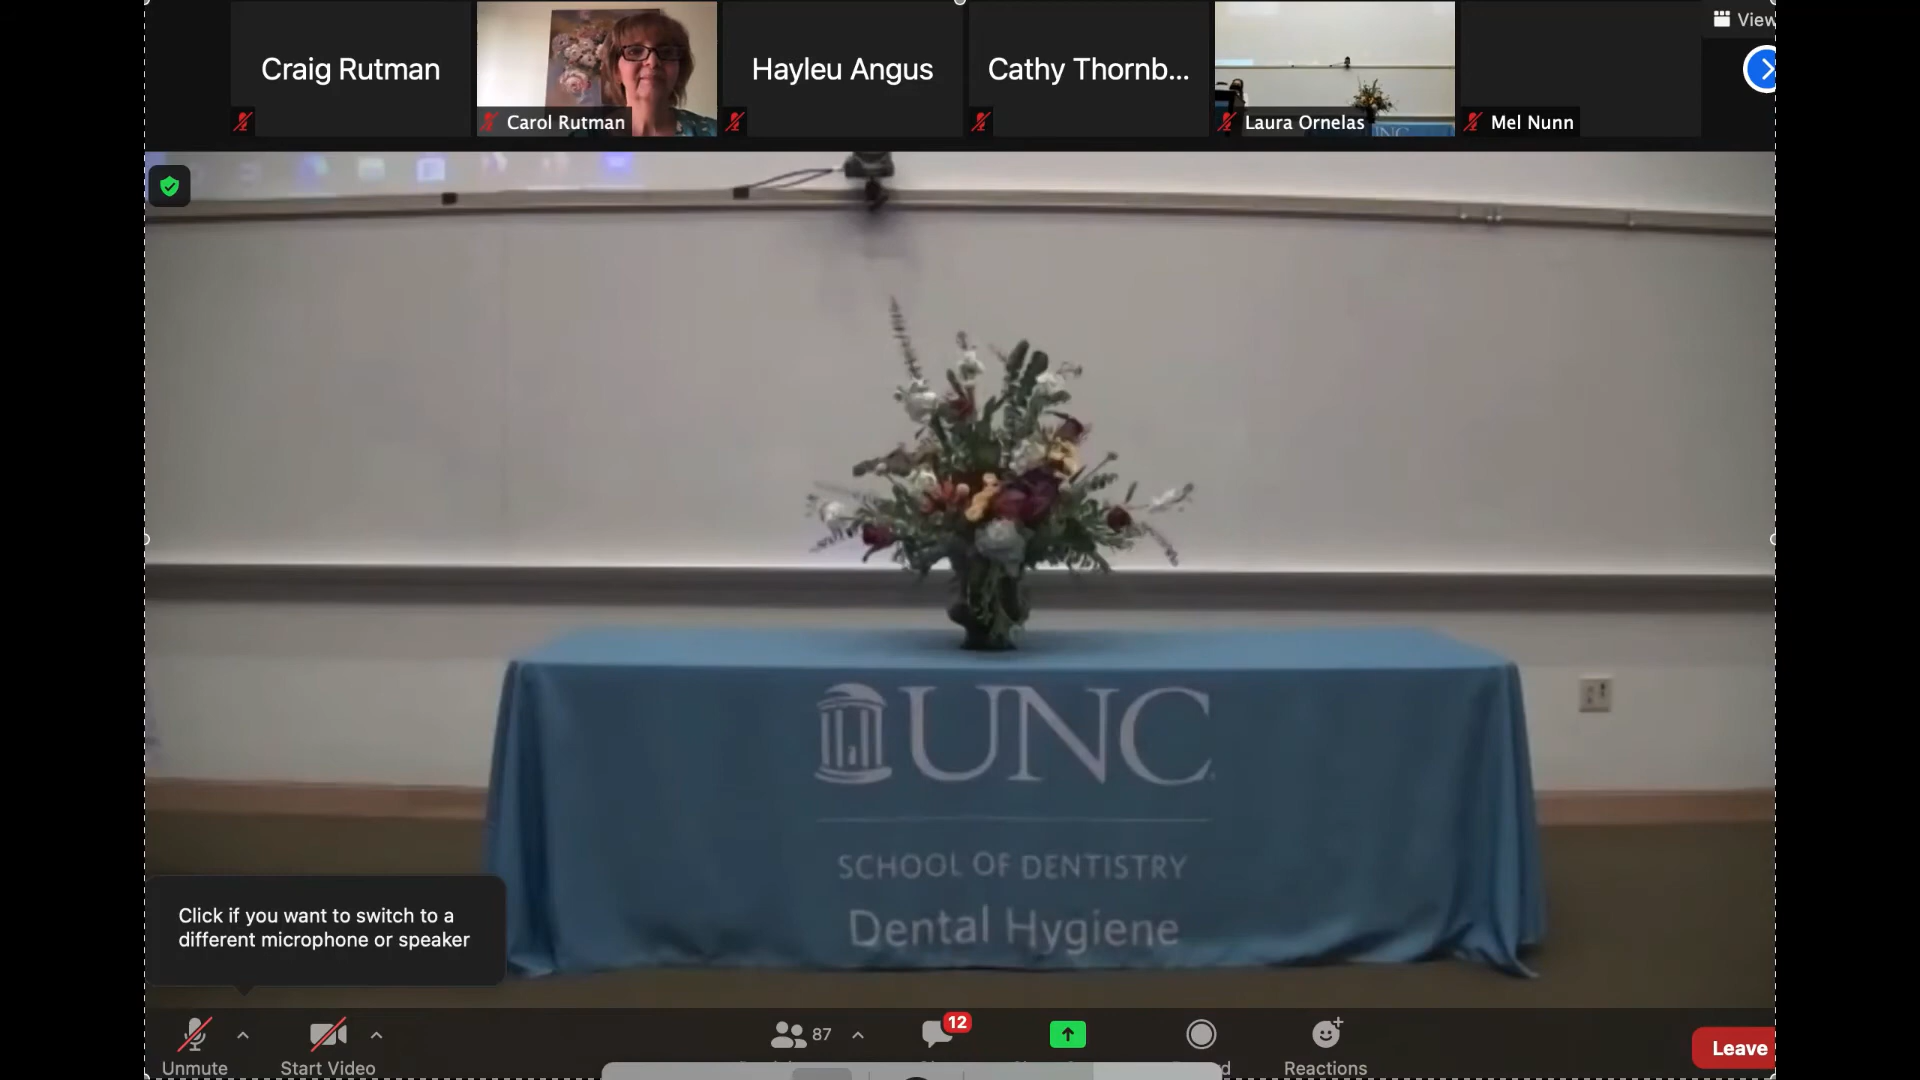 View
Craig Rutman
Hayleu Angus
Cathy Thornb...
Carol Rutman
Laura Ornelas
Mel Nunn
UNC
UNC
SCHOOL OF DENTISTRY
Dental Hygiene
Click if you want to switch to a
different microphone or speaker
87
12
Unmute
Start Video
Reactions
Leave